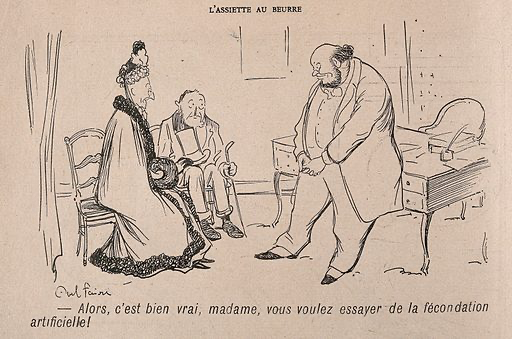 L'ASSIETTE AU BEURRE
— Alors, c'est bien vrai, madame, vous voulez essayer de la fécondation
artificielle!